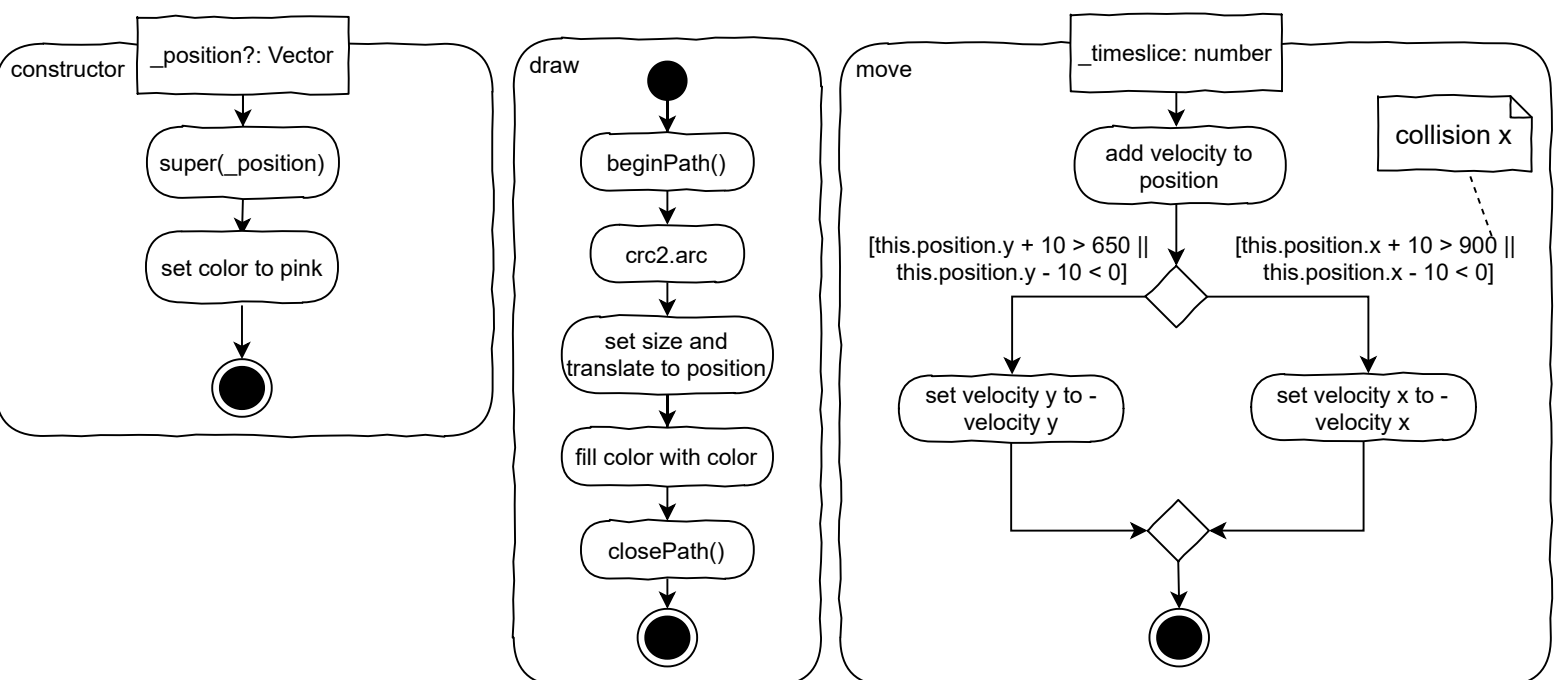 constructor
_position?: Vector
super(_position)
set color to pink
draw
beginPath()
crc2.arc
set size and
translate to position
fill color with color
closePath()
move
_timeslice: number
collision x
add velocity to
position
[this.position.y + 10 > 650 ||
this.position.y - 10 < 0]
[this.position.x + 10 > 900 ||
this.position.x - 10 < 0]
set velocity y to -
velocity y
set velocity x to -
velocity x